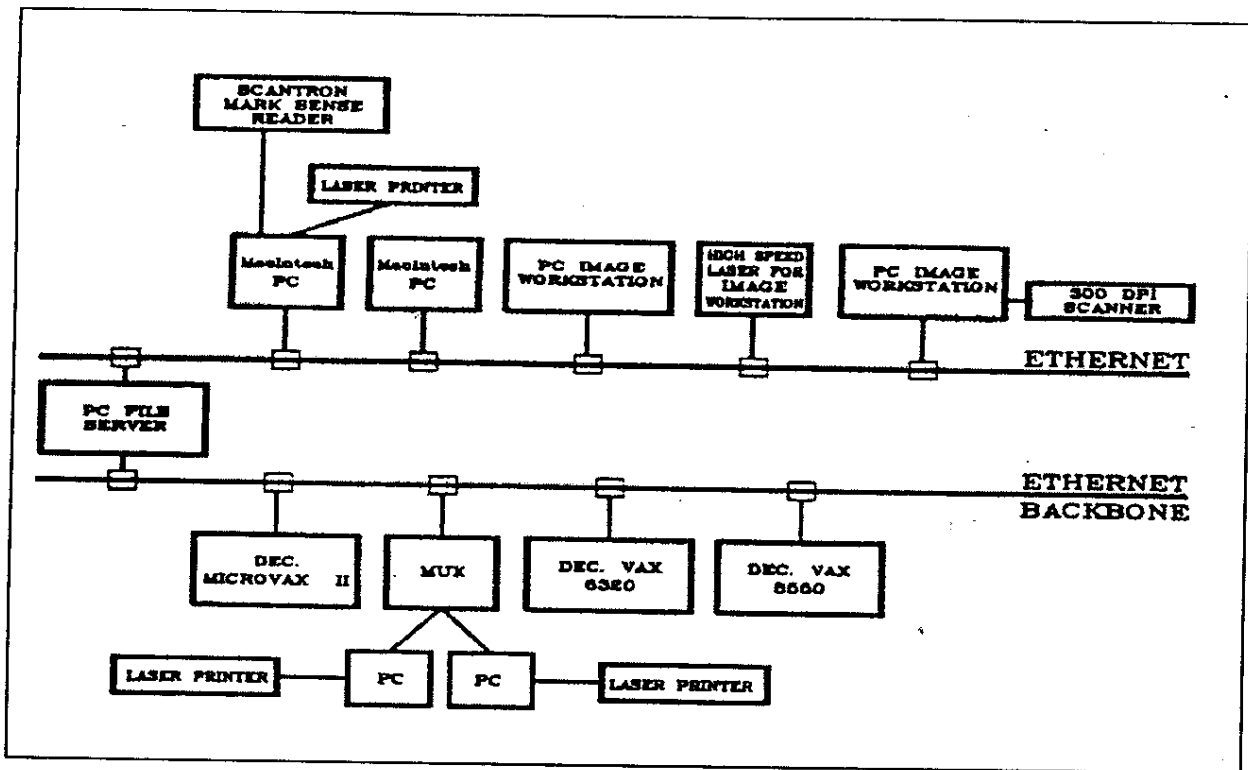 SCANTRON
MARK SENSE
READER
LASER PRINTER
Macintosh
PC
Macintosh
PC
PC IMAGE
WORKSTATION
HIGH SPEED
LASER FOR
IMAGE
WORKSTATION
PC IMAGE
WORKSTATION
300 DPI
SCANNER
ETHERNET
PC FILE
SERVER
ETHERNET
BACKBONE
DEC.
MICROVAX II
MUX
DEC. VAX
6320
DEC. VAX
LASER PRINTER
PC
PC
LASER PRINTER